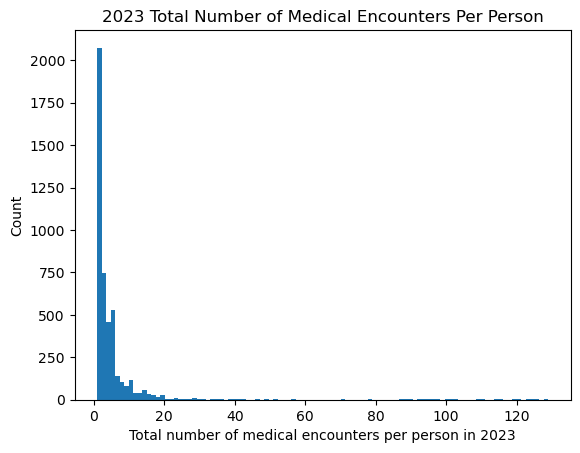 2023 Total Number of Medical Encounters Per Person
2000
1750
1500
1250
1000
750
500
250
0
Count
0 20 40 60 80 100 120
Total number of medical encounters per person in 2023